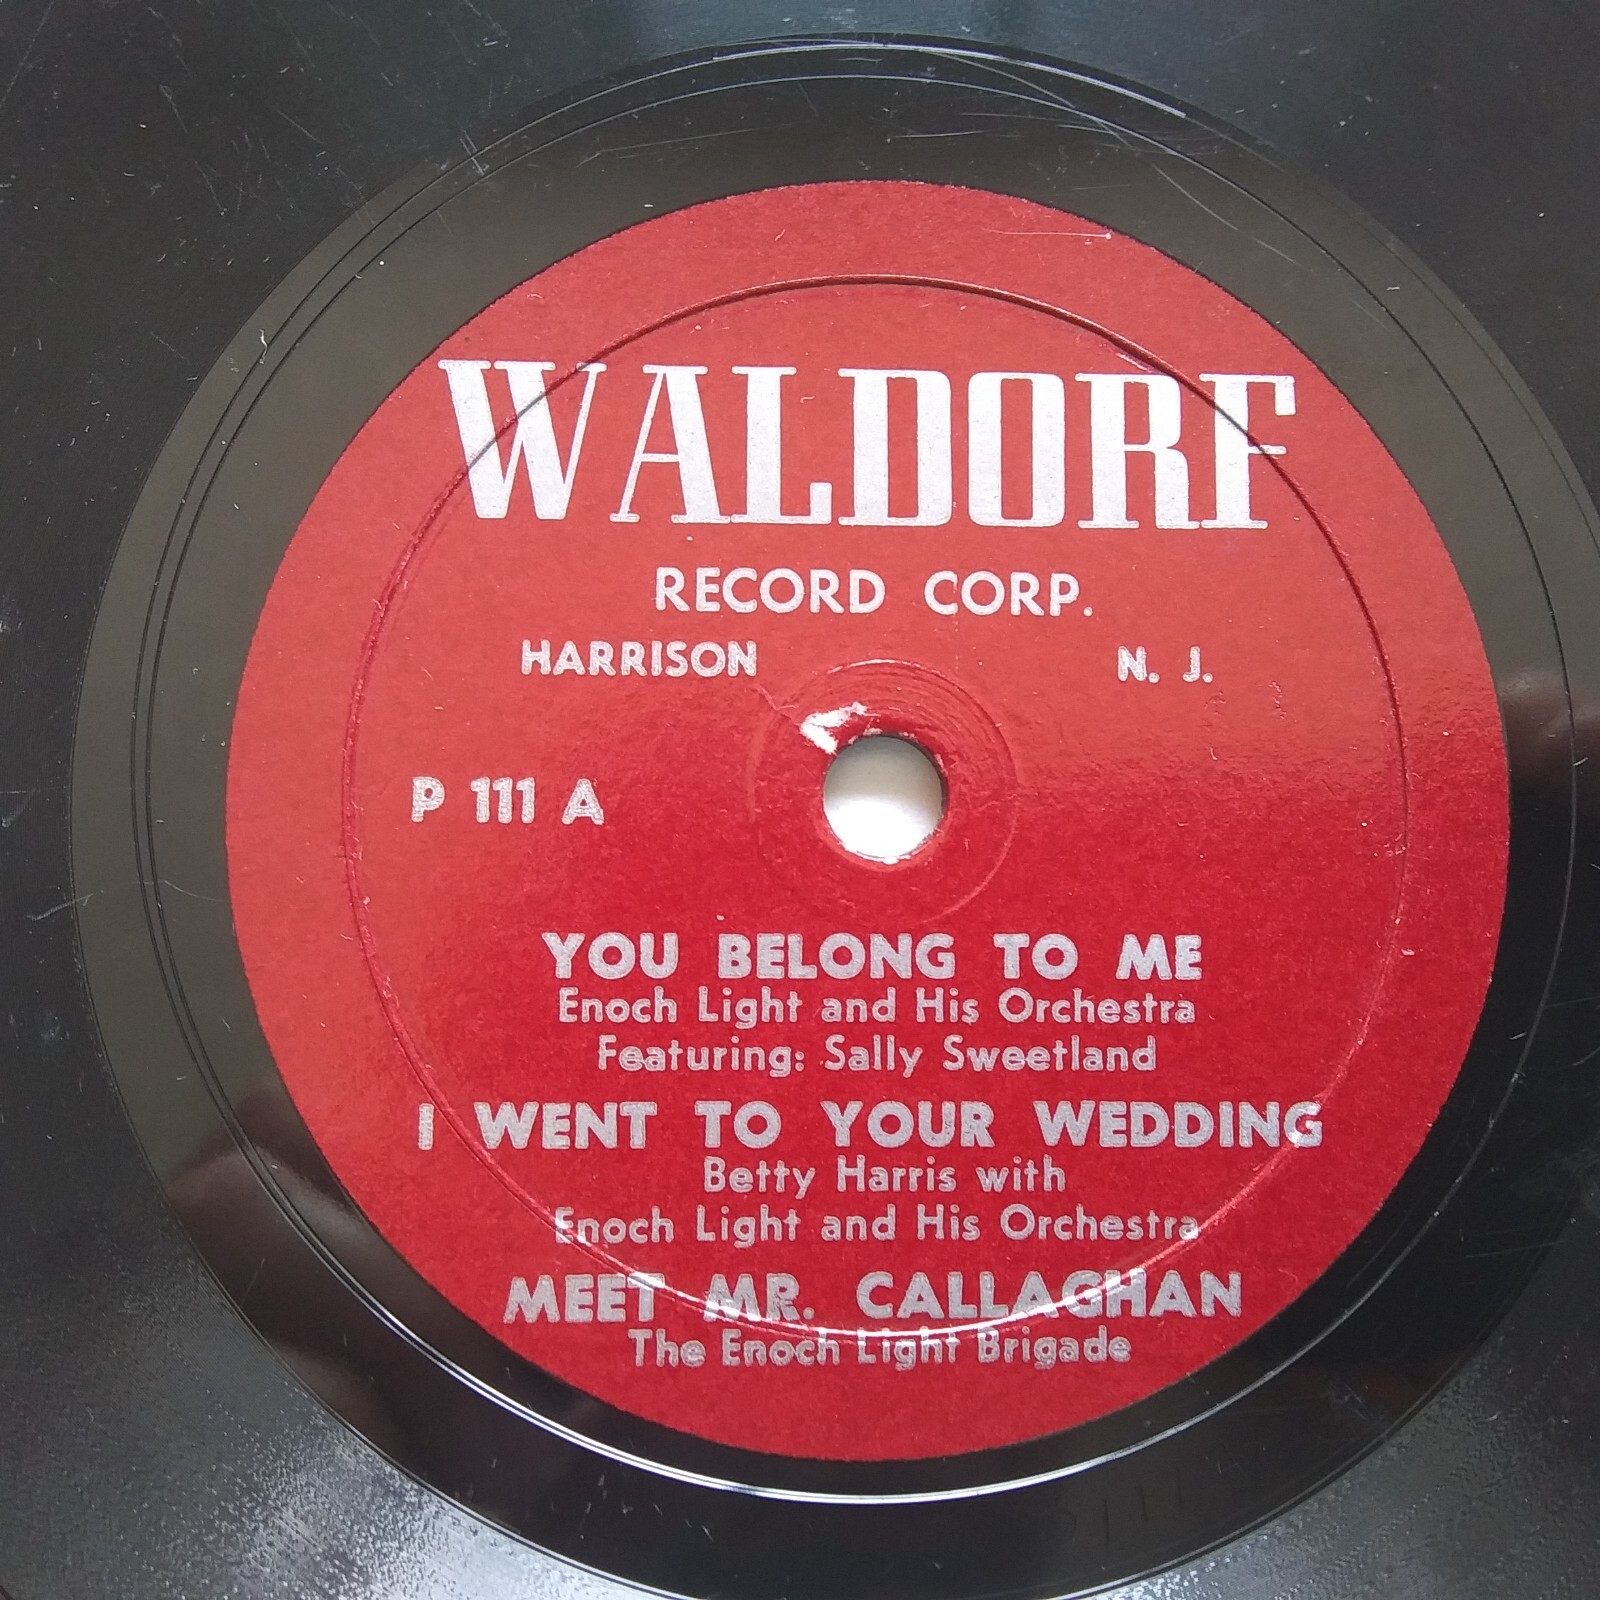 WALDORF
RECORD CORP.
HARRISON N. J.
P 111 A
YOU BELONG TO ME
Enoch Light and His Orchestra
Featuring: Sally Sweetland
I WENT TO YOUR WEDDING
Betty Harris with
Enoch Light and His Orchestra
MEET MR. CALLAGHAN
The Enoch Light Brigade